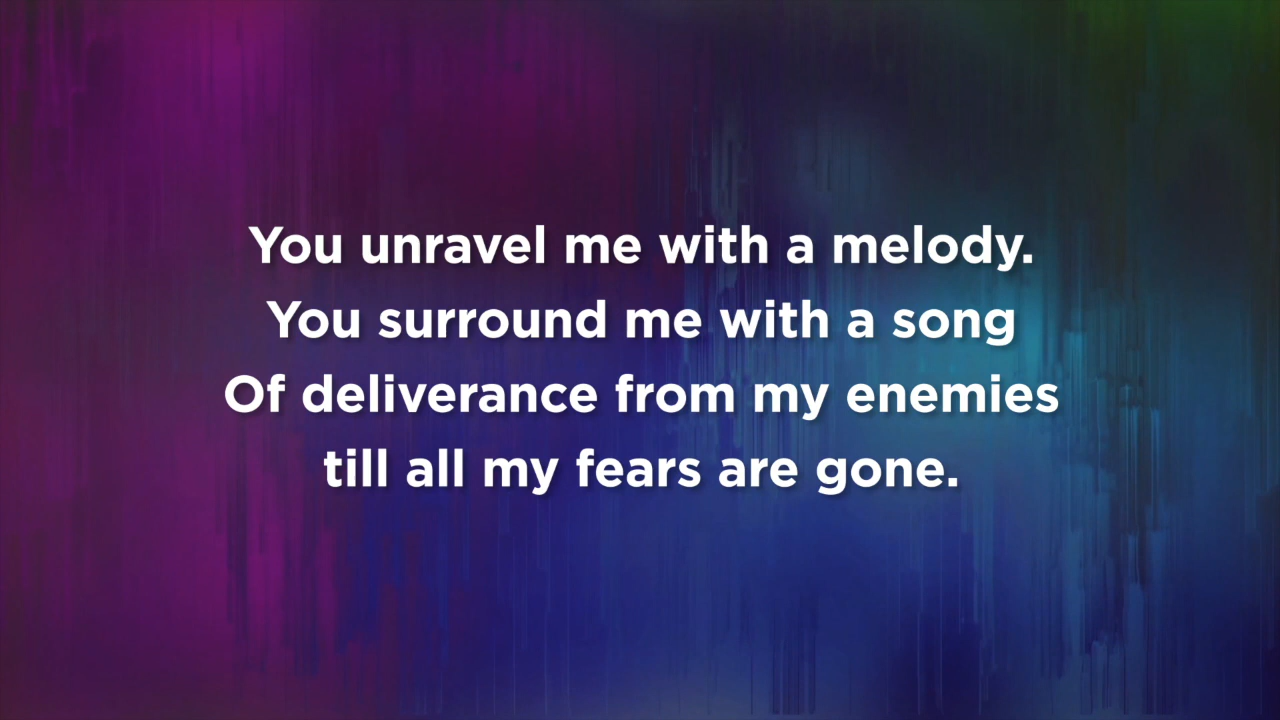 You unravel me with a melody.
You surround me with a song
Of deliverance from my enemies
till all my fears are gone.